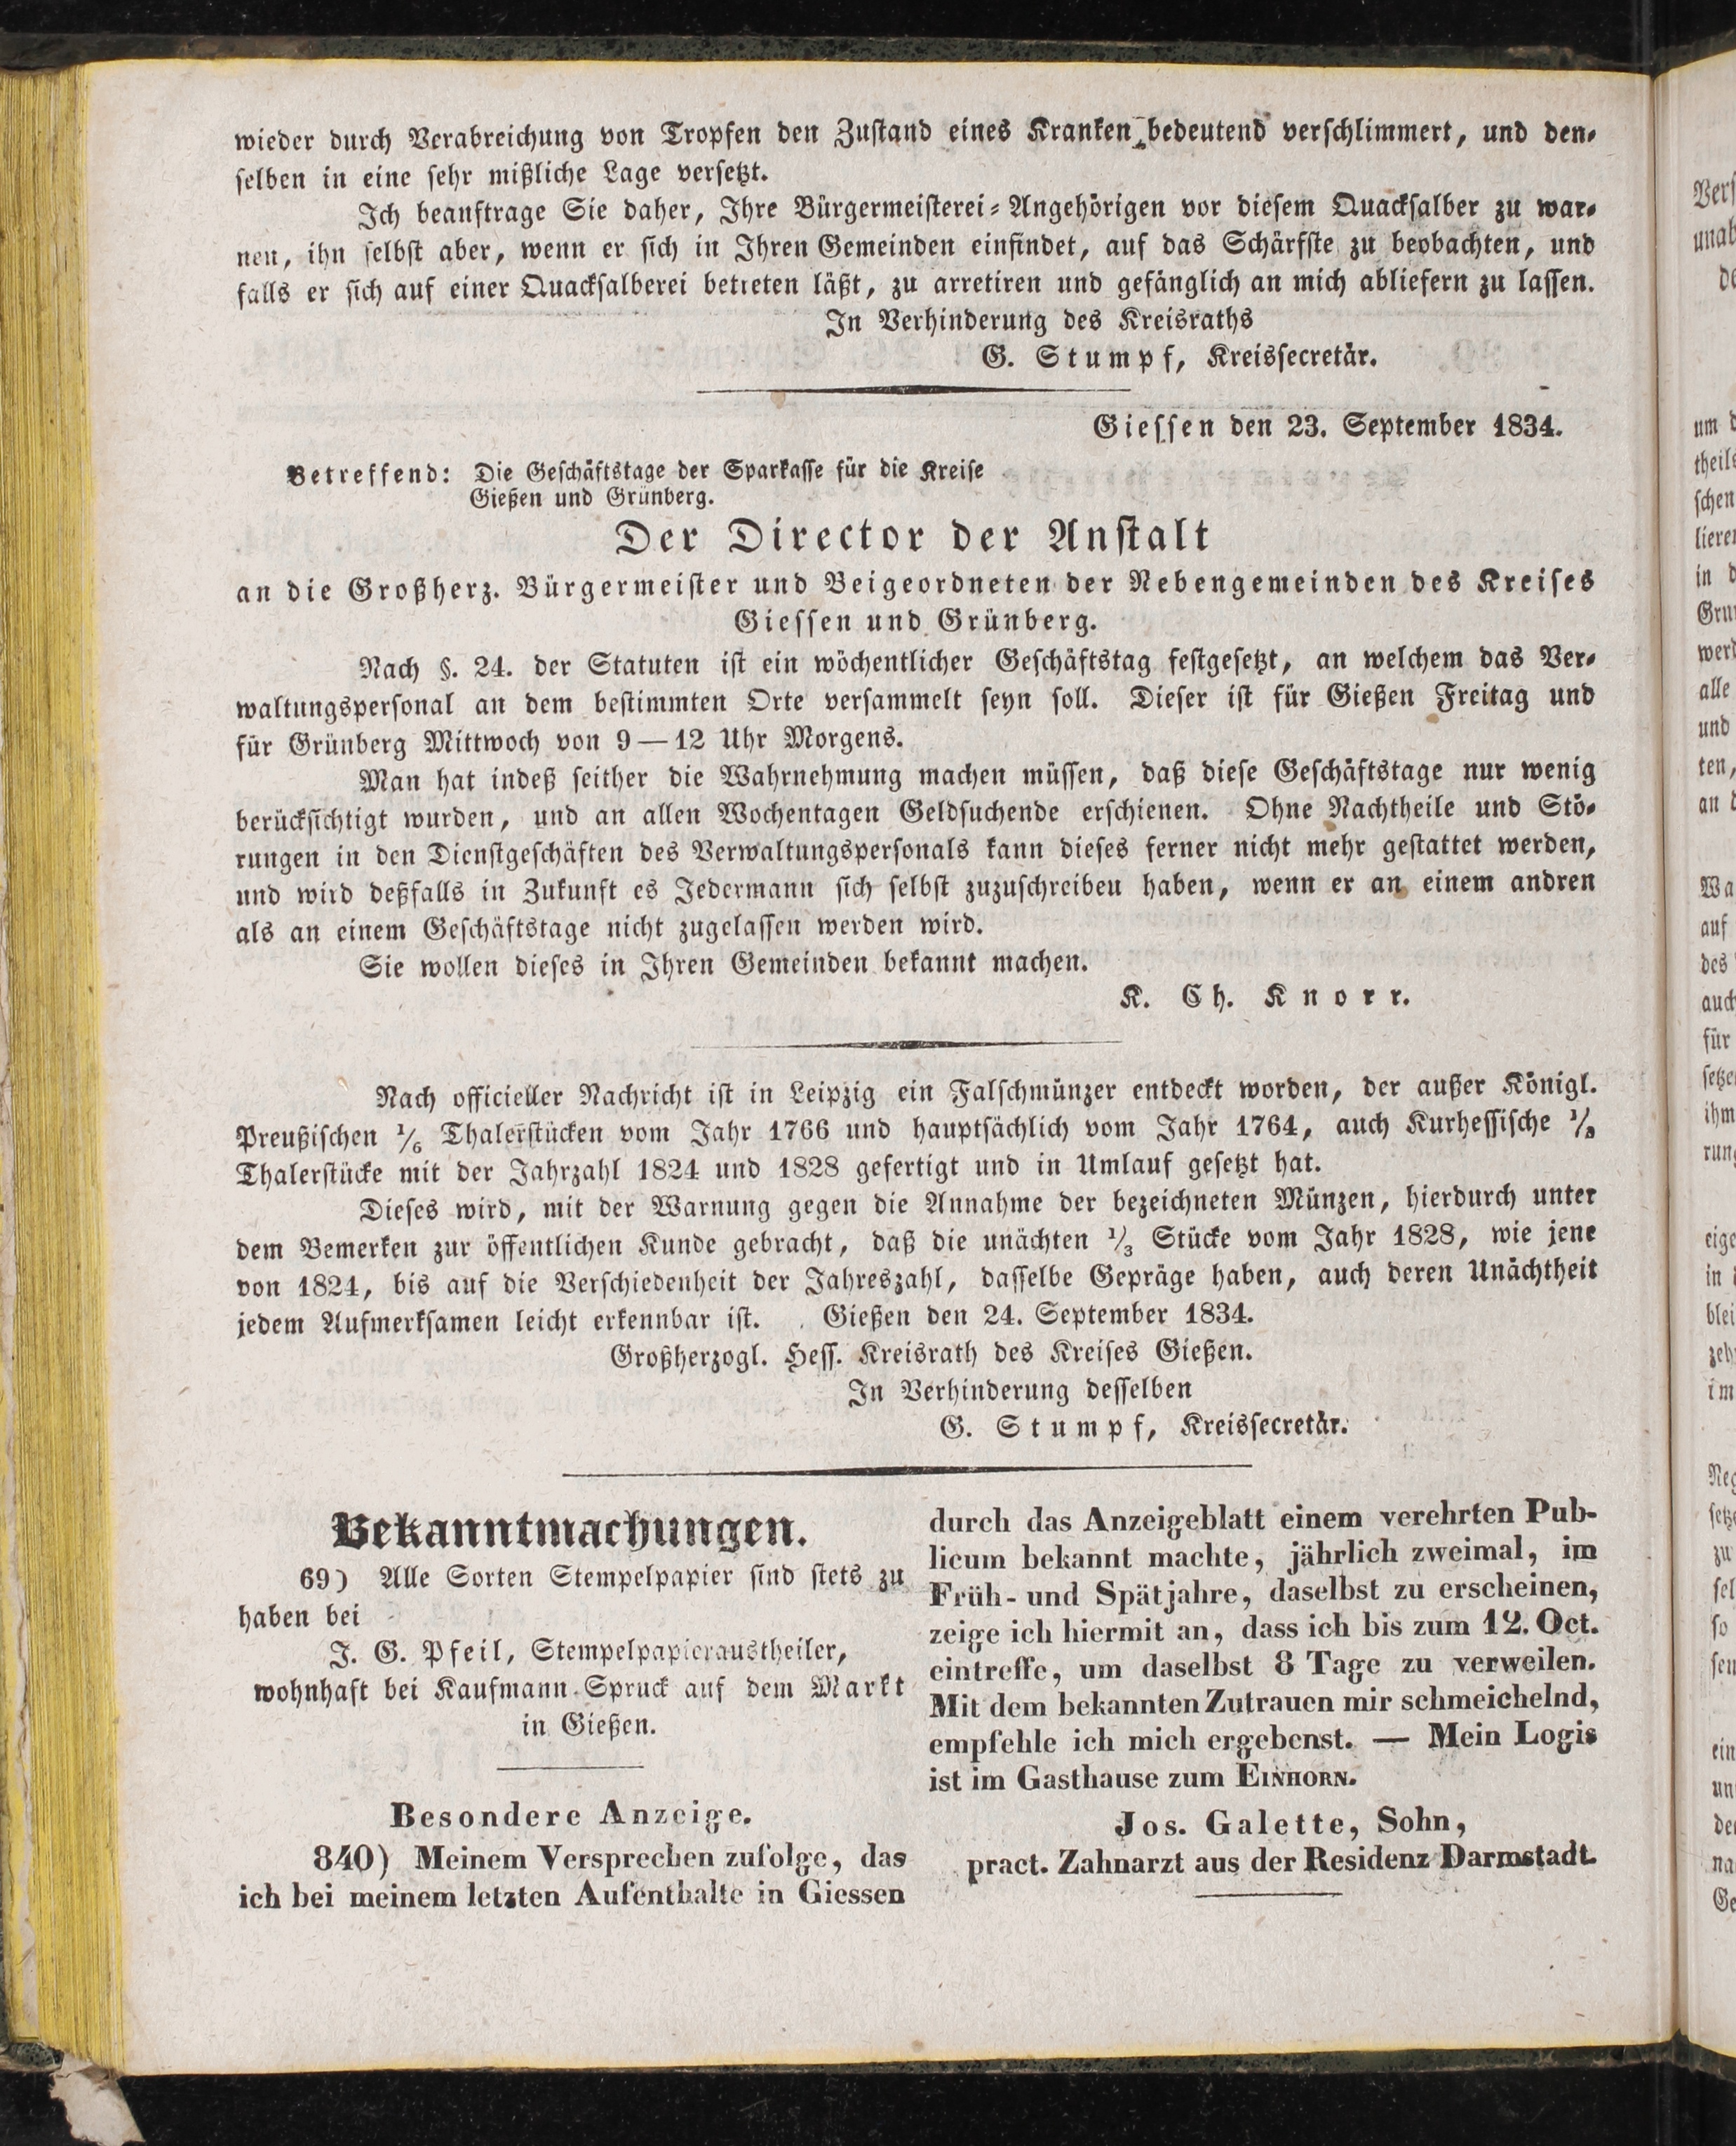 wieder durch Verabreichung von Tropfen den Zustand eines Kranken bedeutend verschlimmert, und den-
selben in eine sehr mißliche Lage versetzt.
Ich beauftrage Sie daher, Ihre Bürgermeisterei-Angehörigen vor diesem Quacksalber zu war-
nen, ihn selbst aber, wenn er sich in Ihren Gemeinden einfindet, auf das Schärfste zu beobachten, und
falls er sich auf einer Quacksalberei betreten läßt, zu arretiren und gefänglich an mich abliefern zu lassen.
In Verhinderung des Kreisraths
G. Stumpf, Kreissecretär.
Giessen den 23. September 1834.
Betreffend: Die Geschäftstage der Sparkasse für die Kreise
Gießen und Grünberg.
Der Director der Anstalt
an die Großherz. Bürgermeister und Beigeordneten der Nebengemeinden des Kreises
Giessen und Grünberg.
Nach §. 24. der Statuten ist ein wöchentlicher Geschäftstag festgesetzt, an welchem das Ver-
waltungspersonal an dem bestimmten Orte versammelt seyn soll. Dieser ist für Gießen Freitag und
für Grünberg Mittwoch von 9—12 Uhr Morgens.
Man hat indeß seither die Wahrnehmung machen müssen, daß diese Geschäftstage nur wenig
berücksichtigt wurden, und an allen Wochentagen Geldsuchende erschienen. Ohne Nachtheile und Stö-
rungen in den Dienstgeschäften des Verwaltungspersonals kann dieses ferner nicht mehr gestattet werden,
und wird deßfalls in Zukunft es Jedermann sich selbst zuzuschreiben haben, wenn er an einem andren
als an einem Geschäftstage nicht zugelassen werden wird.
Sie wollen dieses in Ihren Gemeinden bekannt machen.
K. Ch. Knorr.
Nach officieller Nachricht ist in Leipzig ein Falschmünzer entdeckt worden, der außer Königl.
Preußischen 1/6 Thalerstücken vom Jahr 1766 und hauptsächlich vom Jahr 1764, auch Kurhessische 1/3
Thalerstücke mit der Jahrzahl 1824 und 1828 gefertigt und in Umlauf gesetzt hat.
Dieses wird, mit der Warnung gegen die Annahme der bezeichneten Münzen, hierdurch unter
dem Bemerken zur öffentlichen Kunde gebracht, daß die unächten 1/3 Stücke vom Jahr 1828, wie jene
von 1824, bis auf die Verschiedenheit der Jahreszahl, dasselbe Gepräge haben, auch deren Unächtheit
jedem Aufmerksamen leicht erkennbar ist. Gießen den 24. September 1834.
Großherzogl. Hess. Kreisrath des Kreises Gießen.
In Verhinderung desselben
G. Stumpf, Kreissecretär.
Bekanntmachungen.
69) Alle Sorten Stempelpapier sind stets zu
haben bei
J. G. Pfeil, Stempelpapieraustheiler,
wohnhaft bei Kaufmann Spruck auf dem Markt
in Gießen.
Besondere Anzeige.
840) Meinem Versprechen zufolge, das
ich bei meinem letzten Aufenthalte in Giessen
durch das Anzeigeblatt einem verehrten Pub-
licum bekannt machte, jährlich zweimal, im
Früh- und Spätjahre, daselbst zu erscheinen,
zeige ich hiermit an, dass ich bis zum 12. Oct.
eintreffe, um daselbst 8 Tage zu verweilen.
Mit dem bekannten Zutrauen mir schmeichelnd,
empfehle ich mich ergebenst. — Mein Logis
ist im Gasthause zum EINHORN.
Jos. Galette, Sohn,
pract. Zahnarzt aus der Residenz Darmstadt.